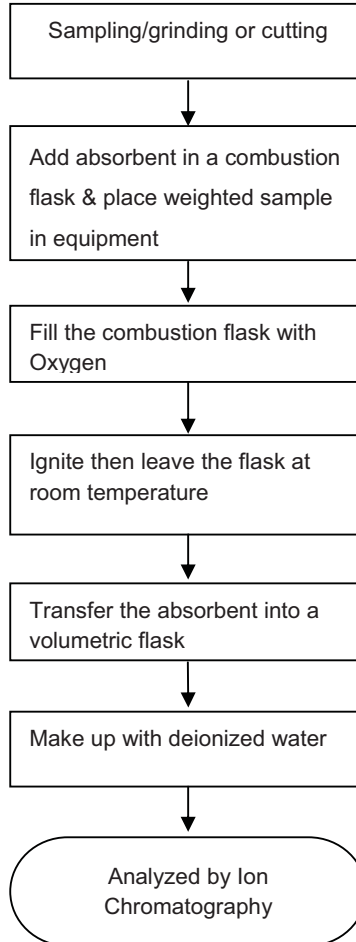 Sampling/grinding or cutting
Add absorbent in a combustion
flask & place weighted sample
in equipment
Fill the combustion flask with
Oxygen
Ignite then leave the flask at
room temperature
Transfer the absorbent into a
volumetric flask
Make up with deionized water
Analyzed by Ion
Chromatography